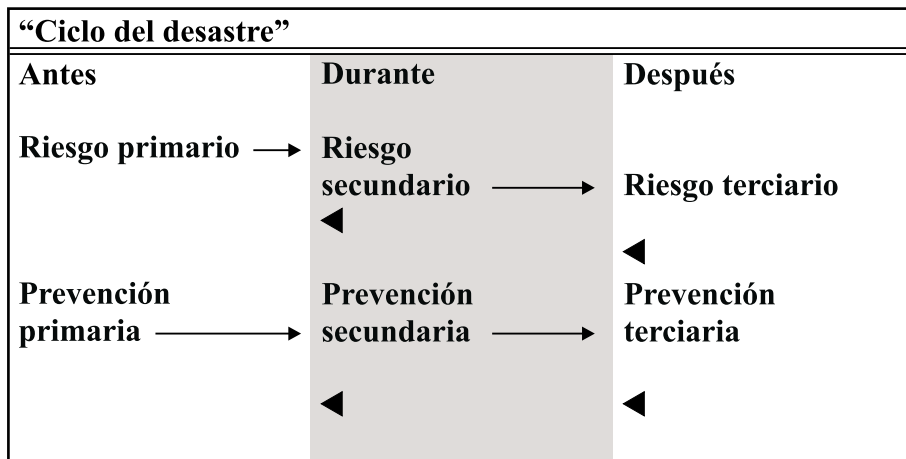 “Ciclo del desastre”
Antes Durante Después
Riesgo primario Riesgo
secundario Riesgo terciario
Prevención Prevención Prevención
primaria secundaria terciaria